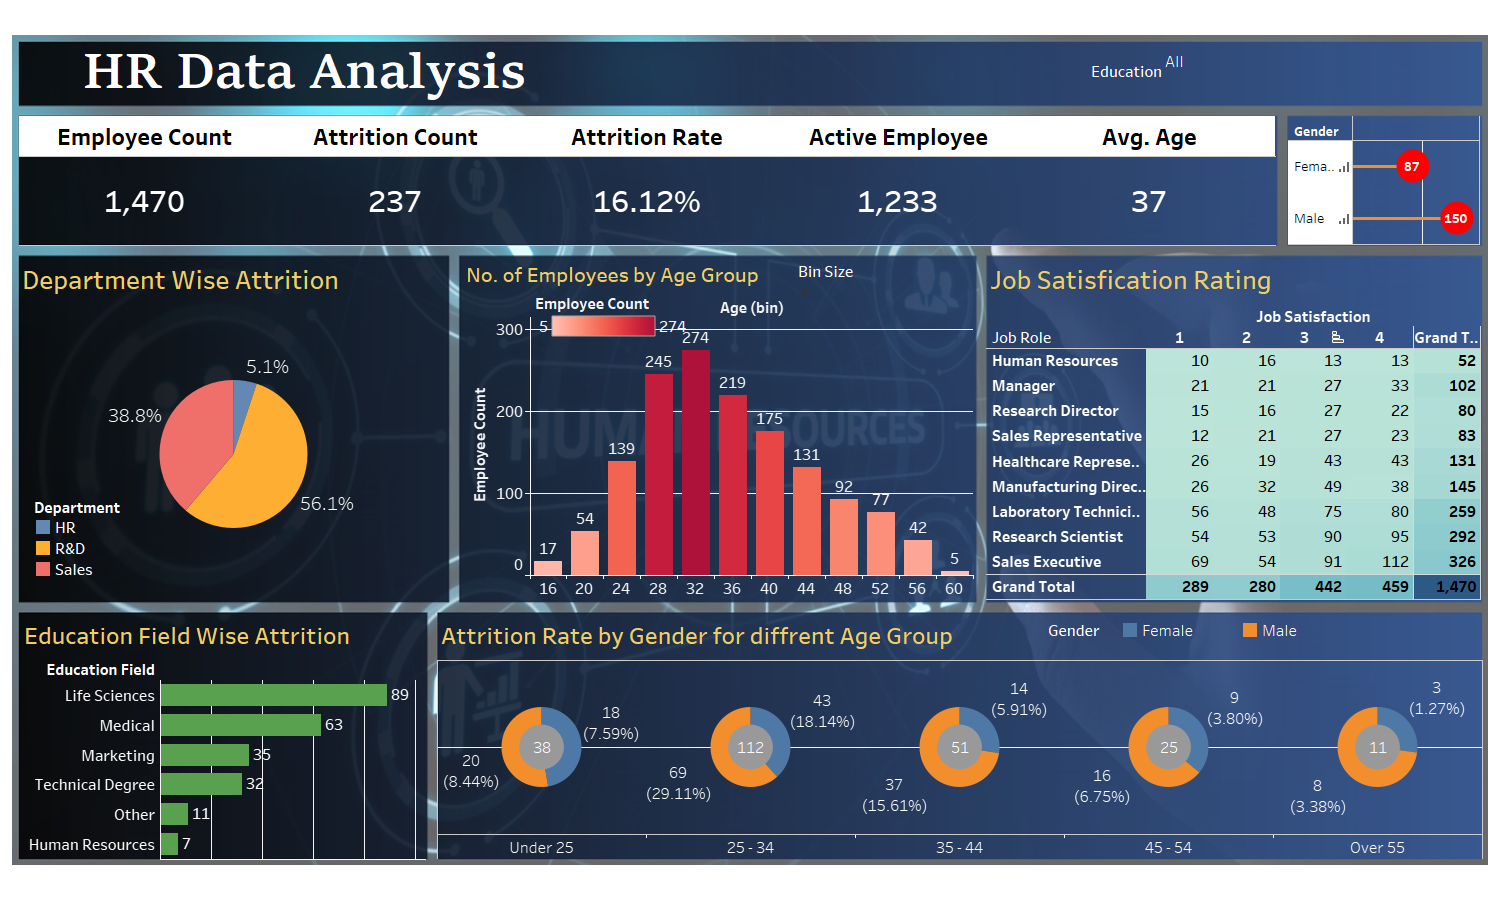 HR Data Analysis
Education All
Employee Count Attrition Count Attrition Rate Active Employee Avg. Age
1,470 237 16.12% 1,233 37
Gender
Fema.. 87
Male 150
Department Wise Attrition
5.1%
38.8%
56.1%
Department
HR
R&D
Sales
No. of Employees by Age Group
Bin Size
Employee Count
5 274
Age (bin)
Employee Count
300
200
100
0
17 54 139 245 274 219 175 131 92 77 42 5
16 20 24 28 32 36 40 44 48 52 56 60
HUMAN RESOURCES
Job Satisfication Rating
Job Satisfaction
Job Role 1 2 3 4 Grand T..
Human Resources 10 16 13 13 52
Manager 21 21 27 33 102
Research Director 15 16 27 22 80
Sales Representative 12 21 27 23 83
Healthcare Represe.. 26 19 43 43 131
Manufacturing Direc.. 26 32 49 38 145
Laboratory Technici.. 56 48 75 80 259
Research Scientist 54 53 90 95 292
Sales Executive 69 54 91 112 326
Grand Total 289 280 442 459 1,470
Education Field Wise Attrition
Education Field
Life Sciences 89
Medical 63
Marketing 35
Technical Degree 32
Other 11
Human Resources 7
Attrition Rate by Gender for diffrent Age Group
Gender Female Male
18
(7.59%)
38
20
(8.44%)
43
(18.14%)
112
69
(29.11%)
14
(5.91%)
51
37
(15.61%)
9
(3.80%)
25
16
(6.75%)
3
(1.27%)
11
8
(3.38%)
Under 25 25 - 34 35 - 44 45 - 54 Over 55